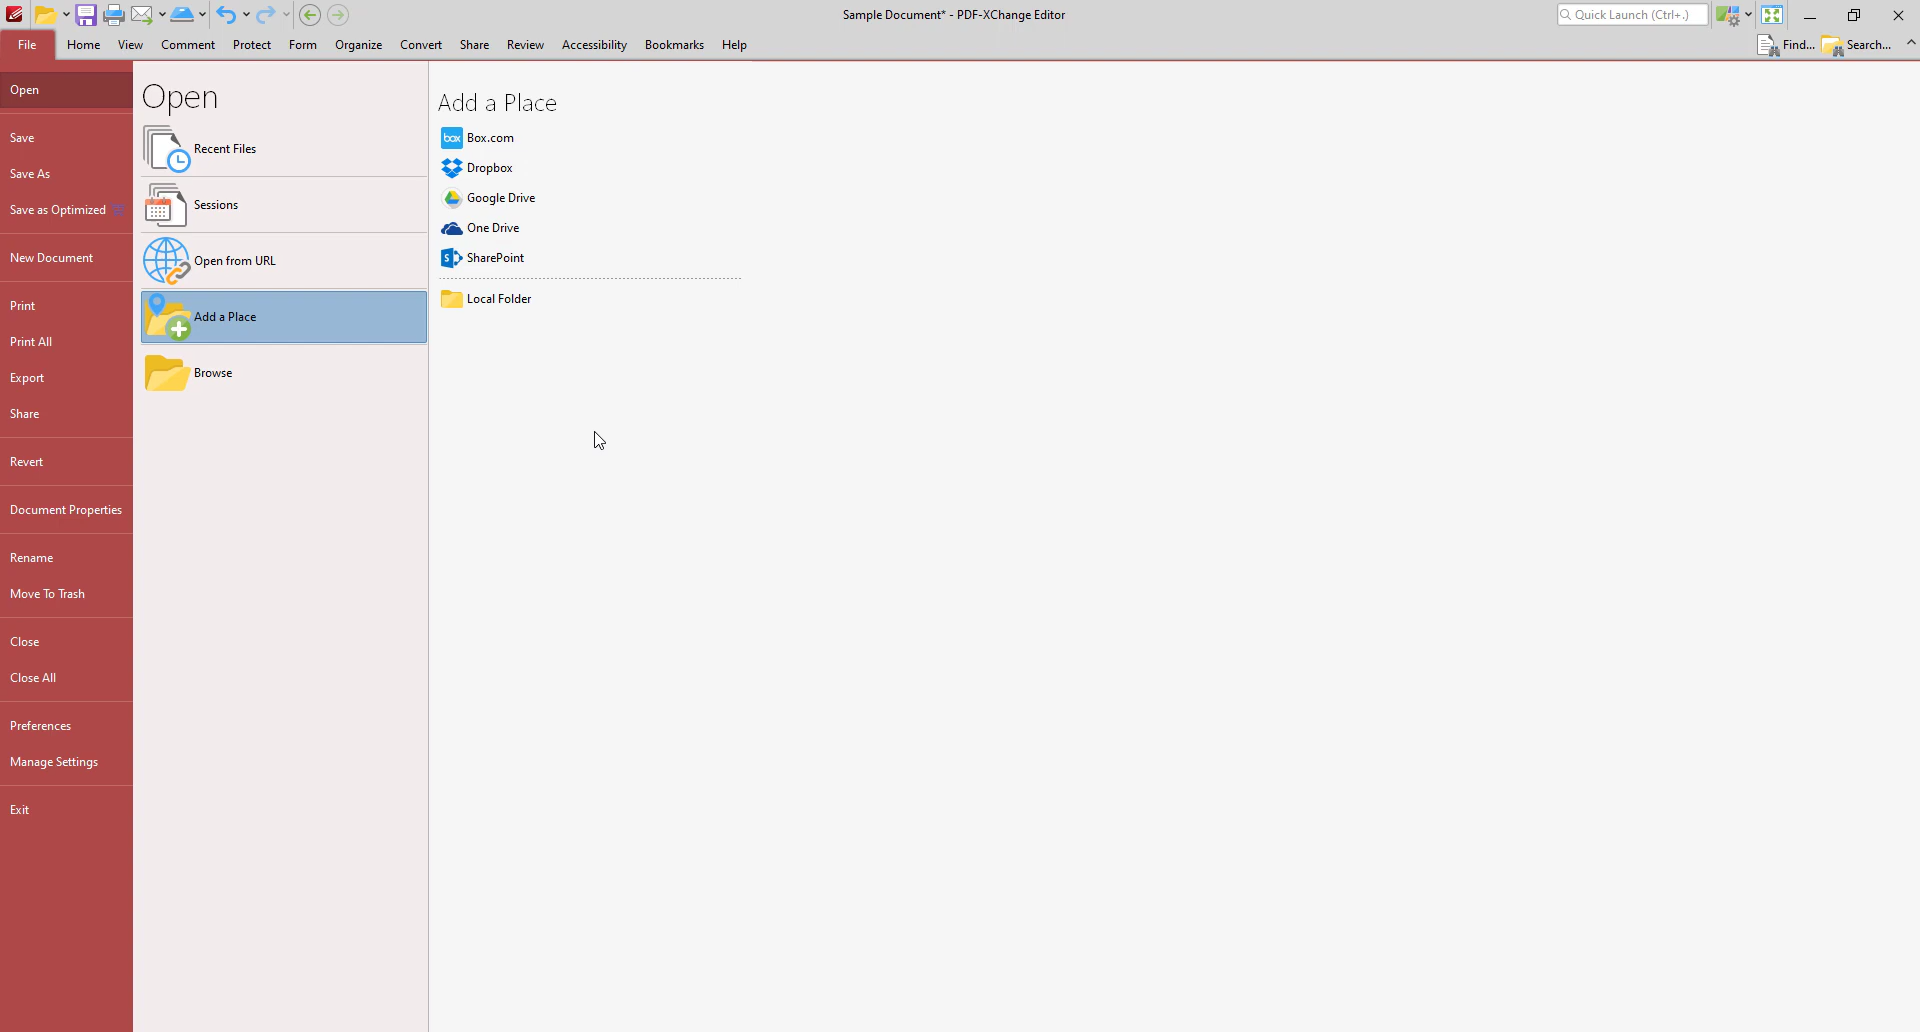 Sample Document* - PDF-XChange Editor
Quick Launch (Ctrl+.)
File Home View Comment Protect Form Organize Convert Share Review Accessibility Bookmarks Help
Find... Search...
Open
Save
Save As
Save as Optimized
New Document
Print
Print All
Export
Share
Revert
Document Properties
Rename
Move To Trash
Close
Close All
Preferences
Manage Settings
Exit
Open
Recent Files
Sessions
Open from URL
Add a Place
Browse
Add a Place
box Box.com
Dropbox
Google Drive
One Drive
S SharePoint
Local Folder